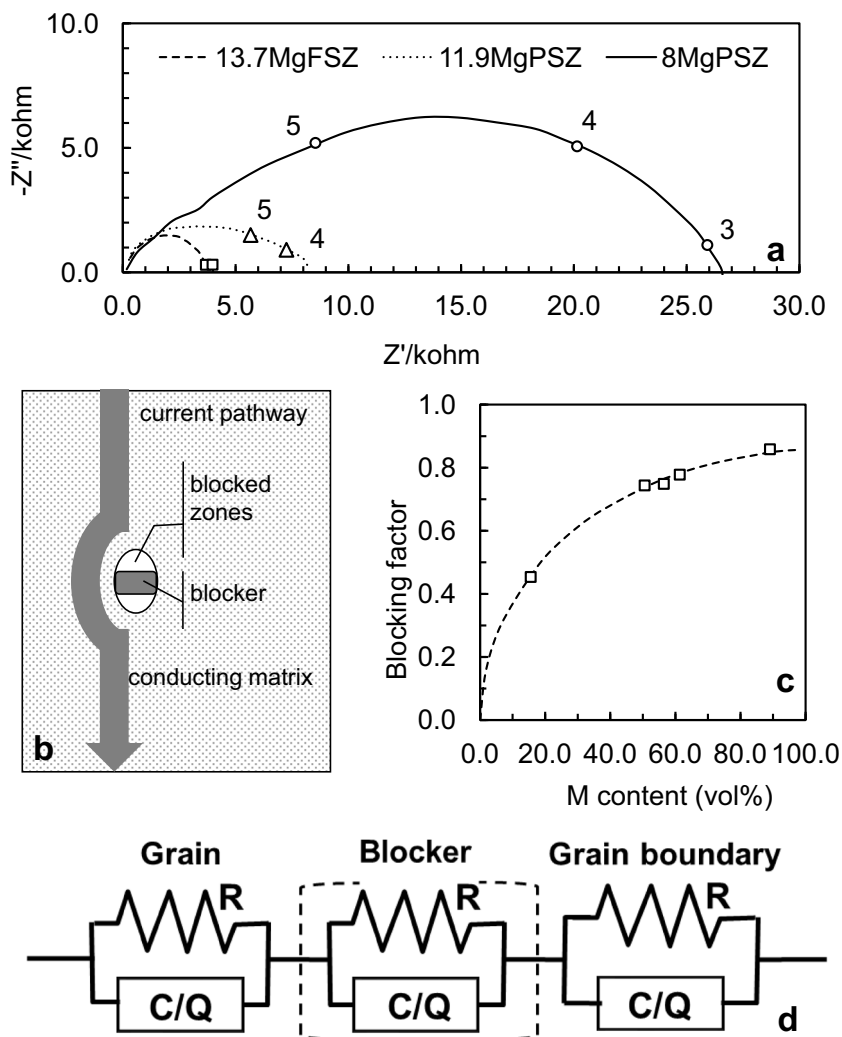 10.0
13.7MgFSZ 11.9MgPSZ 8MgPSZ
-Z"/kohm
5.0
0.0
5
4
5
4
3
a
0.0 5.0 10.0 15.0 20.0 25.0 30.0
Z'/kohm
current pathway
blocked
zones
blocker
conducting matrix
b
1.0
0.8
0.6
0.4
0.2
0.0
Blocking factor
c
0.0 20.0 40.0 60.0 80.0 100.0
M content (vol%)
Grain Blocker Grain boundary
R R R
C/Q C/Q C/Q
d